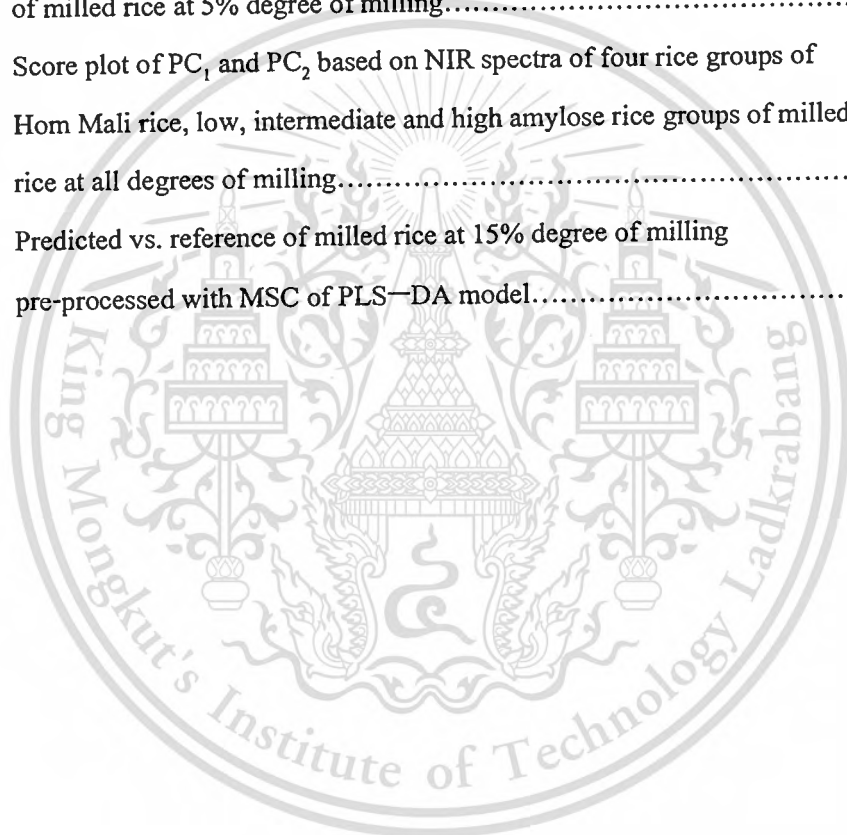 of milled rice at 5% degree of milling...............................................
Score plot of PC₁ and PC₂ based on NIR spectra of four rice groups of
Hom Mali rice, low, intermediate and high amylose rice groups of milled
rice at all degrees of milling...............................................................
Predicted vs. reference of milled rice at 15% degree of milling
pre-processed with MSC of PLS—DA model......................................
King Mongkut's Institute of Technology Ladkrabang